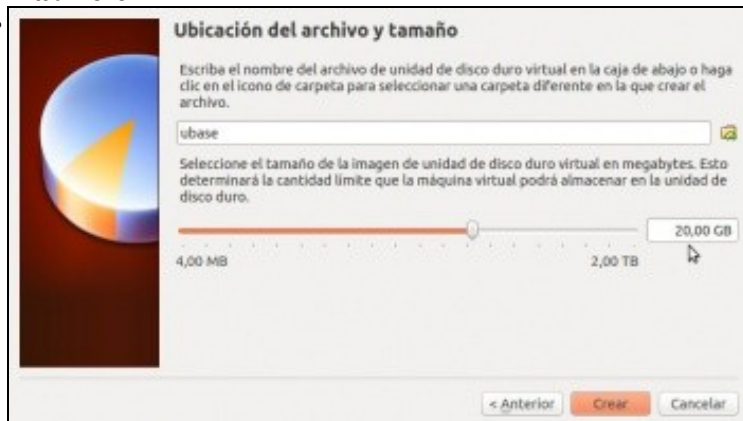 Ubicación del archivo y tamaño
Escriba el nombre del archivo de unidad de disco duro virtual en la caja de abajo o haga
clic en el icono de carpeta para seleccionar una carpeta diferente en la que crear el
archivo.
ubase
Seleccione el tamaño de la imagen de unidad de disco duro virtual en megabytes. Esto
determinará la cantidad límite que la máquina virtual podrá almacenar en la unidad de
disco duro.
20,00 GB
4,00 MB 2,00 TB
< Anterior Crear Cancelar